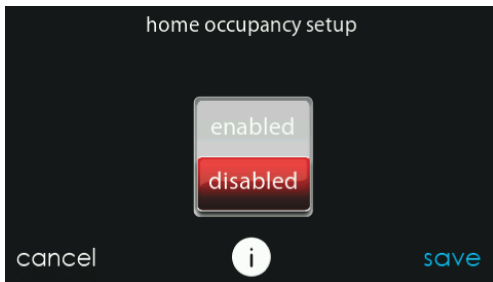 home occupancy setup
enabled
disabled
cancel
i
save